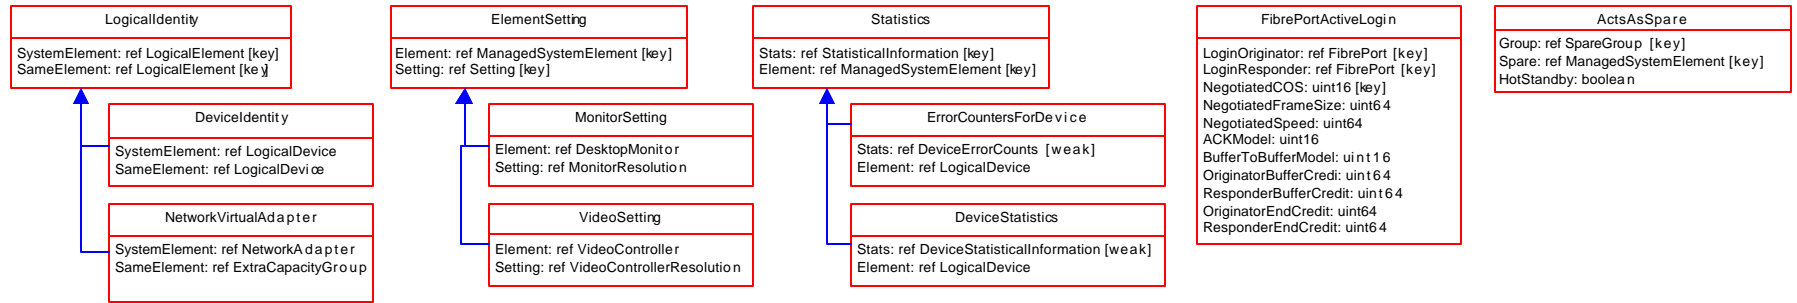 LogicalIdentity
SystemElement: ref LogicalElement [key]
SameElement: ref LogicalElement [key]
DeviceIdentity
SystemElement: ref LogicalDevice
SameElement: ref LogicalDevice
NetworkVirtualAdapter
SystemElement: ref NetworkAdapter
SameElement: ref ExtraCapacityGroup
ElementSetting
Element: ref ManagedSystemElement [key]
Setting: ref Setting [key]
MonitorSetting
Element: ref DesktopMonitor
Setting: ref MonitorResolution
VideoSetting
Element: ref VideoController
Setting: ref VideoControllerResolution
Statistics
Stats: ref StatisticalInformation [key]
Element: ref ManagedSystemElement [key]
ErrorCountersForDevice
Stats: ref DeviceErrorCounts [weak]
Element: ref LogicalDevice
DeviceStatistics
Stats: ref DeviceStatisticalInformation [weak]
Element: ref LogicalDevice
FibrePortActiveLogin
LoginOriginator: ref FibrePort [key]
LoginResponder: ref FibrePort [key]
NegotiatedCOS: uint16 [key]
NegotiatedFrameSize: uint64
NegotiatedSpeed: uint64
ACKModel: uint16
BufferToBufferModel: uint16
OriginatorBufferCredi: uint64
ResponderBufferCredit: uint64
OriginatorEndCredit: uint64
ResponderEndCredit: uint64
ActsAsSpare
Group: ref SpareGroup [key]
Spare: ref ManagedSystemElement [key]
HotStandby: boolean